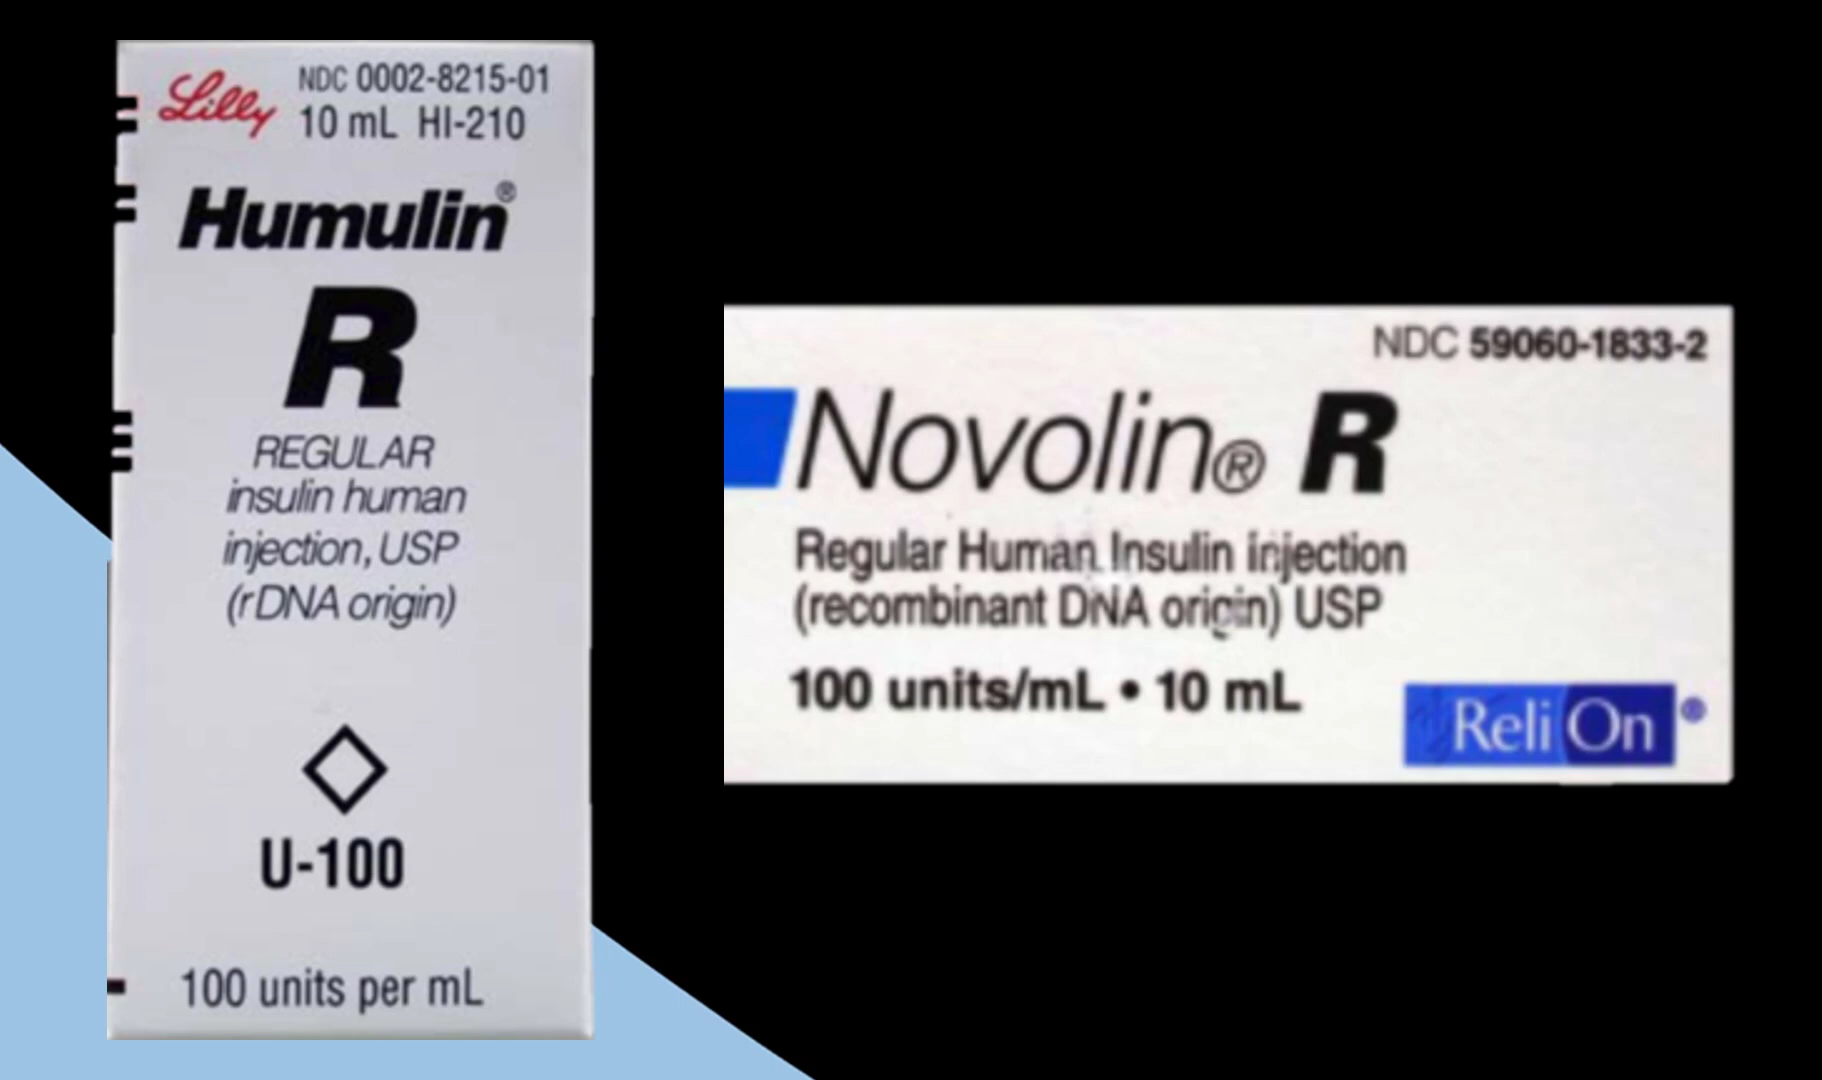 Lilly
NDC 0002-8215-01
10 mL HI-210
Humulin®
R
REGULAR
insulin human
injection, USP
(rDNA origin)
U-100
100 units per mL
NDC 59060-1833-2
Novolin® R
Regular Human Insulin injection
(recombinant DNA origin) USP
100 units/mL • 10 mL
ReliOn®